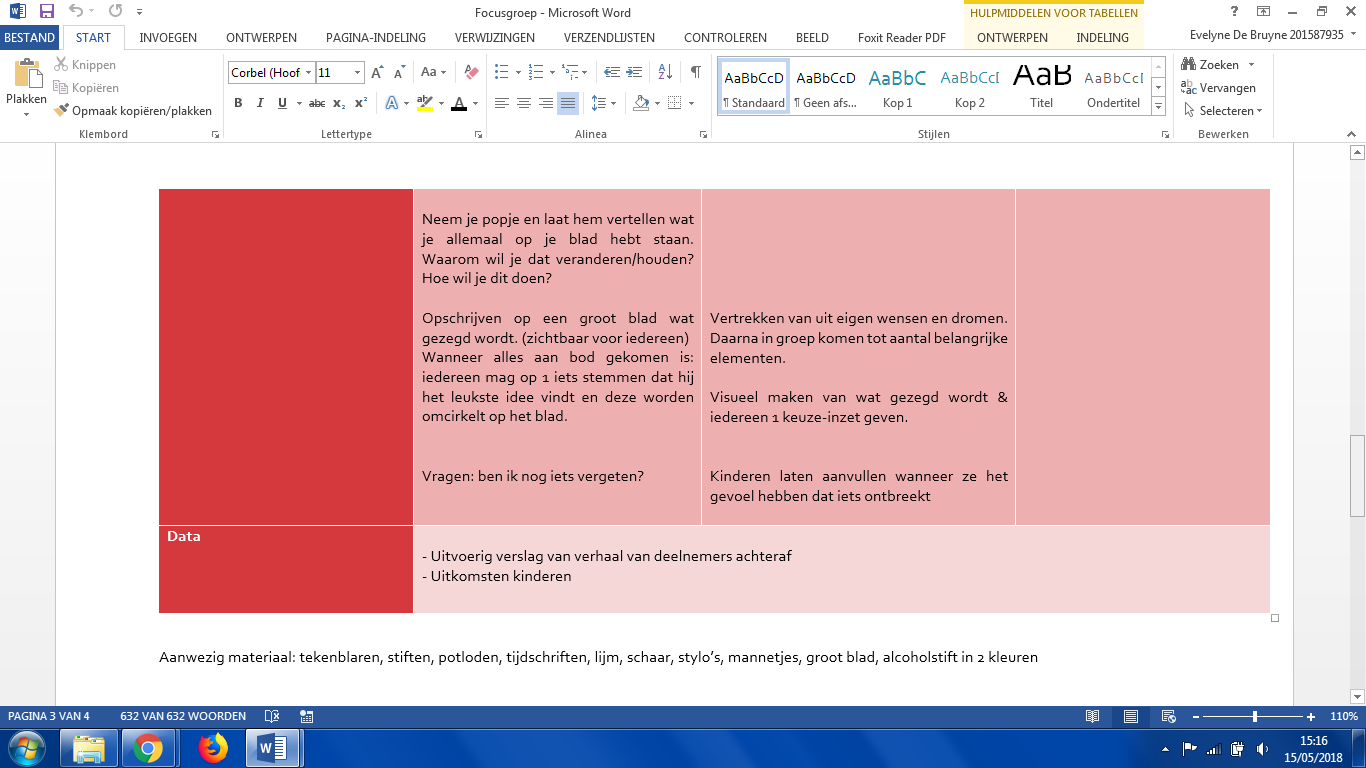 Focusgroep - Microsoft Word
HULPMIDDELEN VOOR TABELLEN
BESTAND START INVOEGEN ONTWERPEN PAGINA-INDELING VERWIJZINGEN VERZENDLISTEN CONTROLEREN BEELD Foxit Reader PDF ONTWERPEN INDELING Evelyne De Bruyne 201587935
Plakken
Knippen
Kopiëren
Opmaak kopiëren/plakken
Klembord
Corbel (Hoof 11
Lettertype
Alinea
AaBbCcD AaBbCcD AaBbC AaBbCcI AaB AaBbCcI
¶ Standaard ¶ Geen afs... Kop 1 Kop 2 Titel Ondertitel
Stijlen
Zoeken
Vervangen
Selecteren
Bewerken
Neem je popje en laat hem vertellen wat
je allemaal op je blad hebt staan.
Waarom wil je dat veranderen/houden?
Hoe wil je dit doen?
Opschrijven op een groot blad wat
gezegd wordt. (zichtbaar voor iedereen)
Wanneer alles aan bod gekomen is:
iedereen mag op 1 iets stemmen dat hij
het leukste idee vindt en deze worden
omcirkelt op het blad.
Vragen: ben ik nog iets vergeten?
Vertrekken van uit eigen wensen en dromen.
Daarna in groep komen tot aantal belangrijke
elementen.
Visueel maken van wat gezegd wordt &
iedereen 1 keuze-inzet geven.
Kinderen laten aanvullen wanneer ze het
gevoel hebben dat iets ontbreekt
Data
- Uitvoerig verslag van verhaal van deelnemers achteraf
- Uitkomsten kinderen
Aanwezig materiaal: tekenblaren, stiften, potloden, tijdschriften, lijm, schaar, stylo's, mannetjes, groot blad, alcoholstift in 2 kleuren
PAGINA 3 VAN 4 632 VAN 632 WOORDEN 110%
15:16
15/05/2018